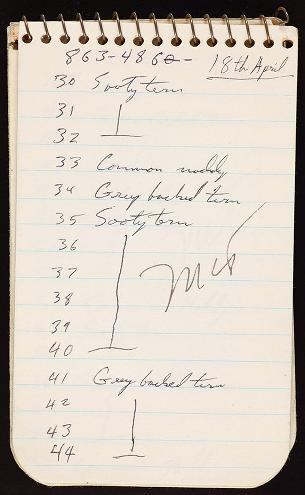 863-4860-
18th April
30 Sooty tern
31
32
33 Common noddy
34 Grey backed tern
35 Sooty tern
36
37
38
39
40
41 Grey backed tern
42
43
44